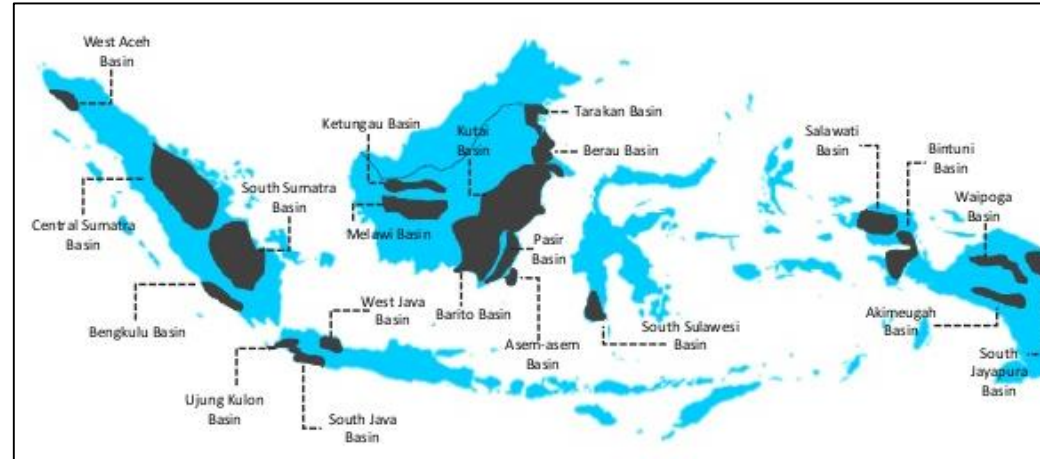 West Aceh
Basin
Ketungau Basin
Kutai
Basin
Tarakan Basin
Berau Basin
Salawati
Basin
Bintuni
Basin
Waipoga
Basin
South Sumatra
Basin
Central Sumatra
Basin
Melawi Basin
Pasir
Basin
Bengkulu Basin
West Java
Basin
Barito Basin
Asem-asem
Basin
South Sulawesi
Basin
Akimeugah
Basin
South
Jayapura
Basin
Ujung Kulon
Basin
South Java
Basin